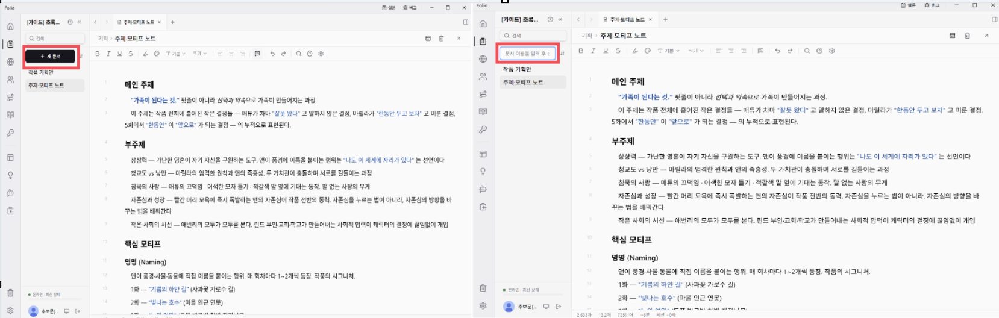 Folio
설문 버그
[가이드] 초록...
주제·모티프 노트
검색
기획 > 주제·모티프 노트
+ 새 문서
T 기본
크기
작품 기획안
주제·모티프 노트
1 메인 주제
2 "가족이 된다는 것." 핏줄이 아니라 선택과 약속으로 가족이 만들어지는 과정.
3 이 주제는 작품 전체에 흩어진 작은 결정들 — 매튜가 차마 "잘못 왔다" 고 말하지 않은 결정, 마릴라가 "한동안 두고 보자" 고 미룬 결정,
5화에서 "한동안" 이 "앞으로" 가 되는 결정 — 의 누적으로 표현된다.
4 부주제
5 상상력 — 가난한 영혼이 자기 자신을 구원하는 도구. 앤이 풍경에 이름을 붙이는 행위는 "나도 이 세계에 자리가 있다" 는 선언이다
6 청교도 vs 낭만 — 마릴라의 엄격한 원칙과 앤의 즉흥성. 두 가치관이 충돌하며 서로를 길들이는 과정
7 침묵의 사랑 — 매튜의 끄덕임 · 어색한 모자 들기 · 적갈색 말 옆에 기대는 동작. 말 없는 사랑의 무게
8 자존심과 성장 — 빨간 머리 모욕에 즉시 폭발하는 앤의 자존심이 작품 전반의 동력. 자존심을 누르는 법이 아니라, 자존심의 방향을 바
꾸는 법을 배워간다
9 작은 사회의 시선 — 애번리의 모두가 모두를 본다. 린드 부인·교회·학교가 만들어내는 사회적 압력이 캐릭터의 결정에 끊임없이 개입
10 핵심 모티프
11 명명 (Naming)
12 앤이 풍경·사물·동물에 직접 이름을 붙이는 행위. 매 회차마다 1~2개씩 등장. 작품의 시그니처.
13 1화 — "기쁨의 하얀 길" (사과꽃 가로수 길)
14 2화 — "빛나는 호수" (마을 인근 연못)
온라인 · 최신 상태
추보문[...
Folio
설문 버그
[가이드] 초록...
주제·모티프 노트
검색
기획 > 주제·모티프 노트
문서 이름을 입력 후 E
T 기본
크기
작품 기획안
주제·모티프 노트
메인 주제
"가족이 된다는 것." 핏줄이 아니라 선택과 약속으로 가족이 만들어지는 과정.
이 주제는 작품 전체에 흩어진 작은 결정들 — 매튜가 차마 "잘못 왔다" 고 말하지 않은 결정, 마릴라가 "한동안 두고 보자" 고 미룬 결정,
5화에서 "한동안" 이 "앞으로" 가 되는 결정 — 의 누적으로 표현된다.
부주제
상상력 — 가난한 영혼이 자기 자신을 구원하는 도구. 앤이 풍경에 이름을 붙이는 행위는 "나도 이 세계에 자리가 있다" 는 선언이다
청교도 vs 낭만 — 마릴라의 엄격한 원칙과 앤의 즉흥성. 두 가치관이 충돌하며 서로를 길들이는 과정
침묵의 사랑 — 매튜의 끄덕임 · 어색한 모자 들기 · 적갈색 말 옆에 기대는 동작. 말 없는 사랑의 무게
자존심과 성장 — 빨간 머리 모욕에 즉시 폭발하는 앤의 자존심이 작품 전반의 동력. 자존심을 누르는 법이 아니라, 자존심의 방향을 바
꾸는 법을 배워간다
작은 사회의 시선 — 애번리의 모두가 모두를 본다. 린드 부인·교회·학교가 만들어내는 사회적 압력이 캐릭터의 결정에 끊임없이 개입
핵심 모티프
명명 (Naming)
앤이 풍경·사물·동물에 직접 이름을 붙이는 행위. 매 회차마다 1~2개씩 등장. 작품의 시그니처.
1화 — "기쁨의 하얀 길" (사과꽃 가로수 길)
2화 — "빛나는 호수" (마을 인근 연못)
온라인 · 최신 상태
추보문[...
2,633자 13.2매 728단어 ~6분 세션 -0자